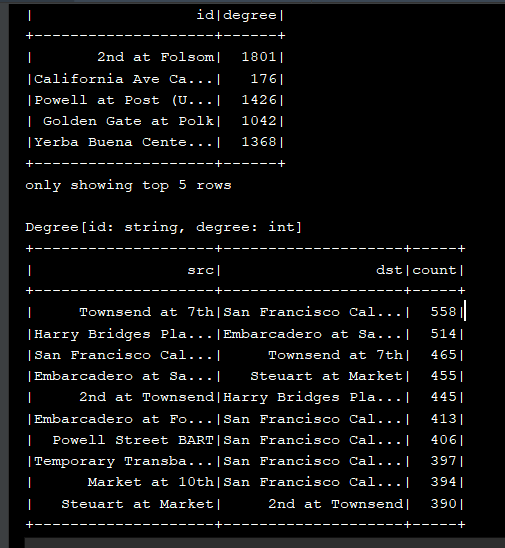 |                  id|degree|
+--------------------+------+
|       2nd at Folsom|  1801|
|California Ave Ca...|   176|
|Powell at Post (U...|  1426|
| Golden Gate at Polk|  1042|
|Yerba Buena Cente...|  1368|
+--------------------+------+
only showing top 5 rows
Degree[id: string, degree: int]
+--------------------+--------------------+-----+
|                 src|                 dst|count|
+--------------------+--------------------+-----+
|     Townsend at 7th|San Francisco Cal...|  558|
|Harry Bridges Pla...|Embarcadero at Sa...|  514|
|San Francisco Cal...|     Townsend at 7th|  465|
|Embarcadero at Sa...|   Steuart at Market|  455|
|     2nd at Townsend|Harry Bridges Pla...|  445|
|Embarcadero at Fo...|San Francisco Cal...|  413|
|  Powell Street BART|San Francisco Cal...|  406|
|Temporary Transba...|San Francisco Cal...|  397|
|      Market at 10th|San Francisco Cal...|  394|
|   Steuart at Market|     2nd at Townsend|  390|
+--------------------+--------------------+-----+